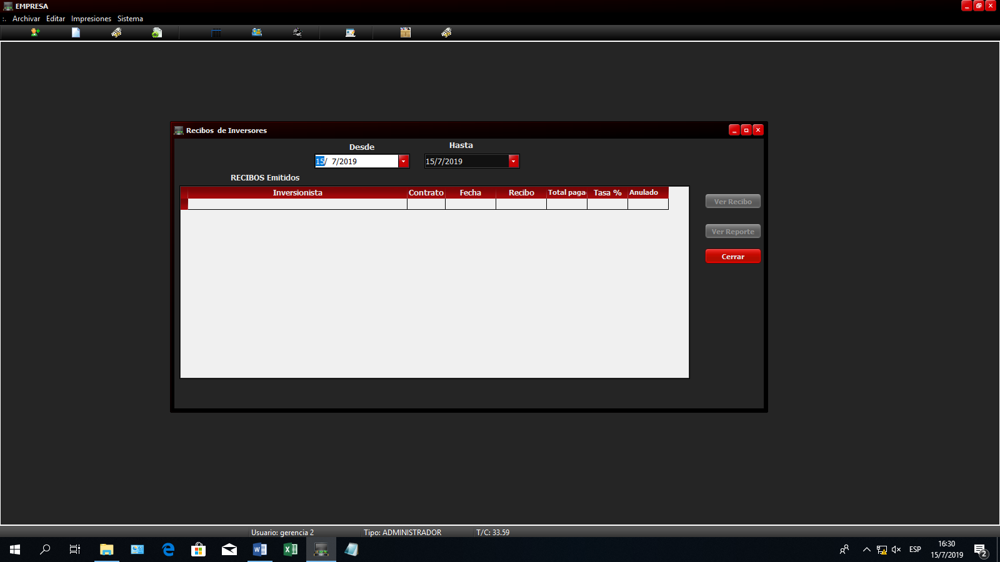 EMPRESA
Archivar Editar Impresiones Sistema
Recibos de Inversores
Desde Hasta
15/ 7/2019 15/7/2019
RECIBOS Emitidos
Inversionista Contrato Fecha Recibo Total paga Tasa % Anulado
Ver Recibo
Ver Reporte
Cerrar
Usuario: gerencia 2 Tipo: ADMINISTRADOR T/C: 33.59
ESP
16:30
15/7/2019
2